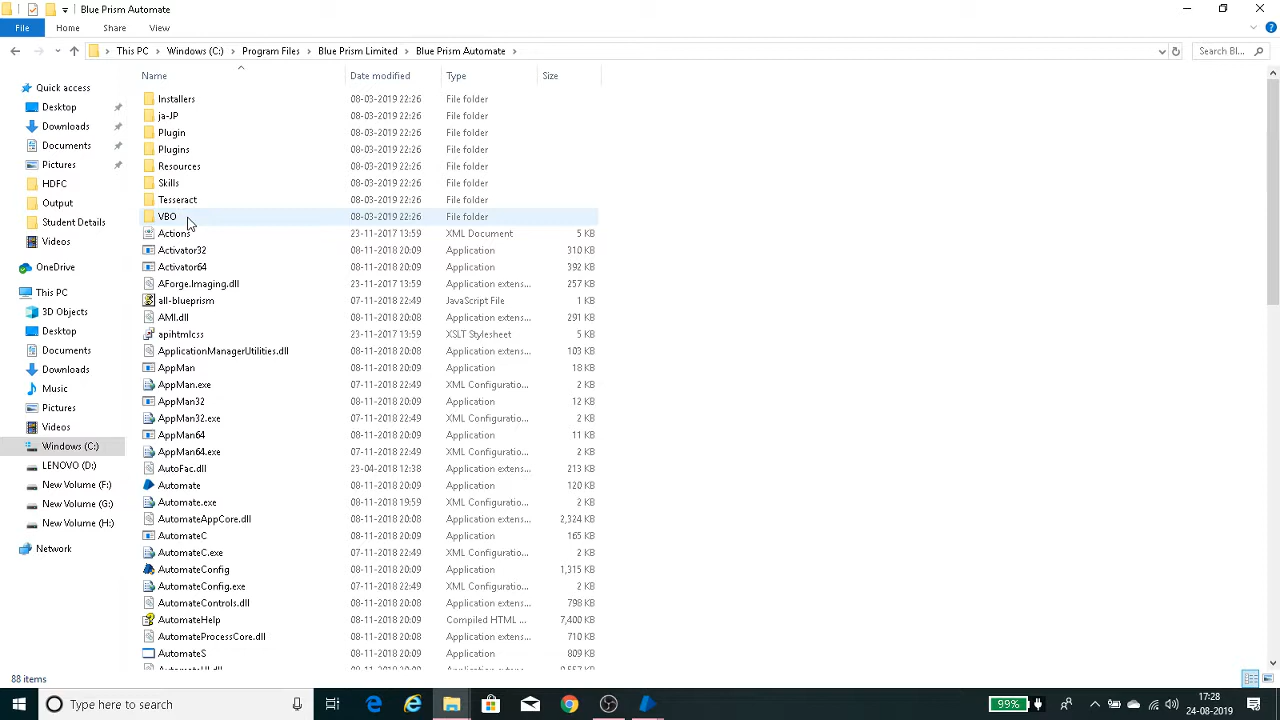 Blue Prism Automate
File Home Share View
This PC Windows (C:) Program Files Blue Prism Limited Blue Prism Automate Search Bl...
Name Date modified Type Size
Quick access
Desktop
Downloads
Documents
Pictures
HDFC
Output
Student Details
Videos
OneDrive
This PC
3D Objects
Desktop
Documents
Downloads
Music
Pictures
Videos
Windows (C:)
LENOVO (D:)
New Volume (F:)
New Volume (G:)
New Volume (H:)
Network
Installers 08-03-2019 22:26 File folder
ja-JP 08-03-2019 22:26 File folder
Plugin 08-03-2019 22:26 File folder
Plugins 08-03-2019 22:26 File folder
Resources 08-03-2019 22:26 File folder
Skills 08-03-2019 22:26 File folder
Tesseract 08-03-2019 22:26 File folder
VBO 08-03-2019 22:26 File folder
Actions 23-11-2017 13:59 XML Document 5 KB
Activator32 08-11-2018 20:09 Application 310 KB
Activator64 08-11-2018 20:09 Application 392 KB
AForge.Imaging.dll 23-11-2017 13:59 Application extens... 257 KB
all-blueprism 07-11-2018 22:49 JavaScript File 1 KB
AMI.dll 08-11-2018 20:08 Application extens... 291 KB
apihtmlcss 23-11-2017 13:59 XSLT Stylesheet 5 KB
ApplicationManagerUtilities.dll 08-11-2018 20:08 Application extens... 103 KB
AppMan 08-11-2018 20:09 Application 18 KB
AppMan.exe 07-11-2018 22:49 XML Configuratio... 2 KB
AppMan32 08-11-2018 20:09 Application 12 KB
AppMan32.exe 07-11-2018 22:49 XML Configuratio... 2 KB
AppMan64 08-11-2018 20:09 Application 11 KB
AppMan64.exe 07-11-2018 22:49 XML Configuratio... 2 KB
AutoFac.dll 23-04-2018 12:38 Application extens... 213 KB
Automate 08-11-2018 20:09 Application 120 KB
Automate.exe 08-11-2018 19:59 XML Configuratio... 2 KB
AutomateAppCore.dll 08-11-2018 20:08 Application extens... 2,324 KB
AutomateC 08-11-2018 20:09 Application 165 KB
AutomateC.exe 07-11-2018 22:49 XML Configuratio... 2 KB
AutomateConfig 08-11-2018 20:09 Application 1,315 KB
AutomateConfig.exe 07-11-2018 22:49 XML Configuratio... 2 KB
AutomateControls.dll 08-11-2018 20:08 Application extens... 798 KB
AutomateHelp 08-11-2018 20:09 Compiled HTML ... 7,400 KB
AutomateProcessCore.dll 08-11-2018 20:08 Application extens... 710 KB
AutomateS 08-11-2018 20:09 Application 809 KB
88 items
Type here to search 99% 17:28
24-08-2019